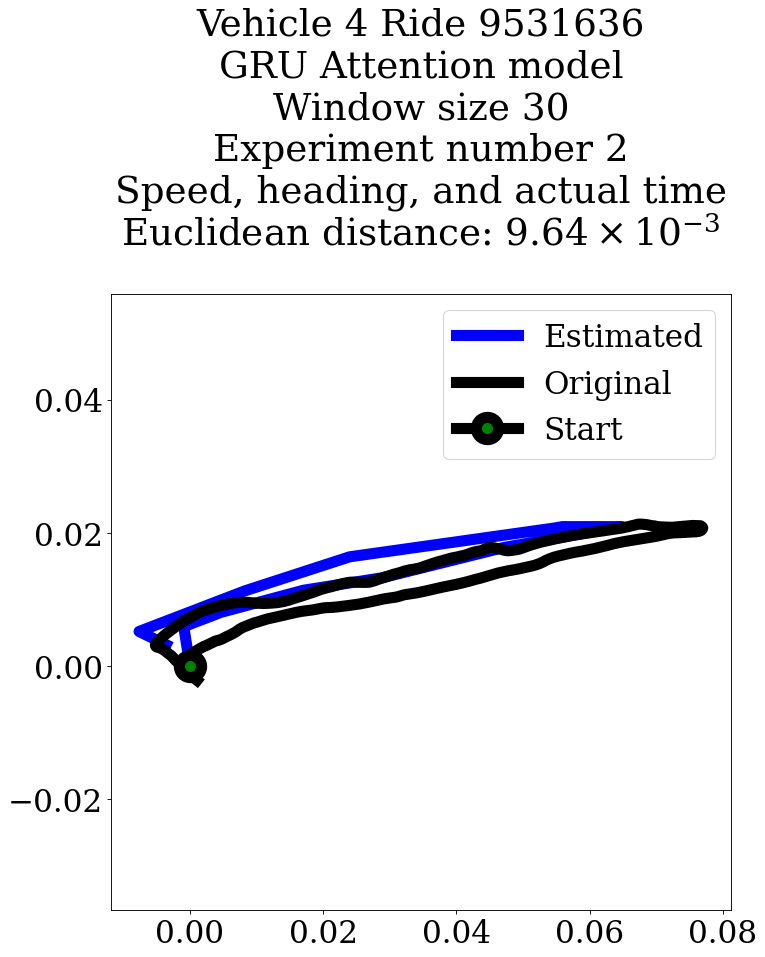 Vehicle 4 Ride 9531636
GRU Attention model
Window size 30
Experiment number 2
Speed, heading, and actual time
Euclidean distance: 9.64 × 10⁻³
Estimated
Original
Start
0.04
0.02
0.00
−0.02
0.00 0.02 0.04 0.06 0.08